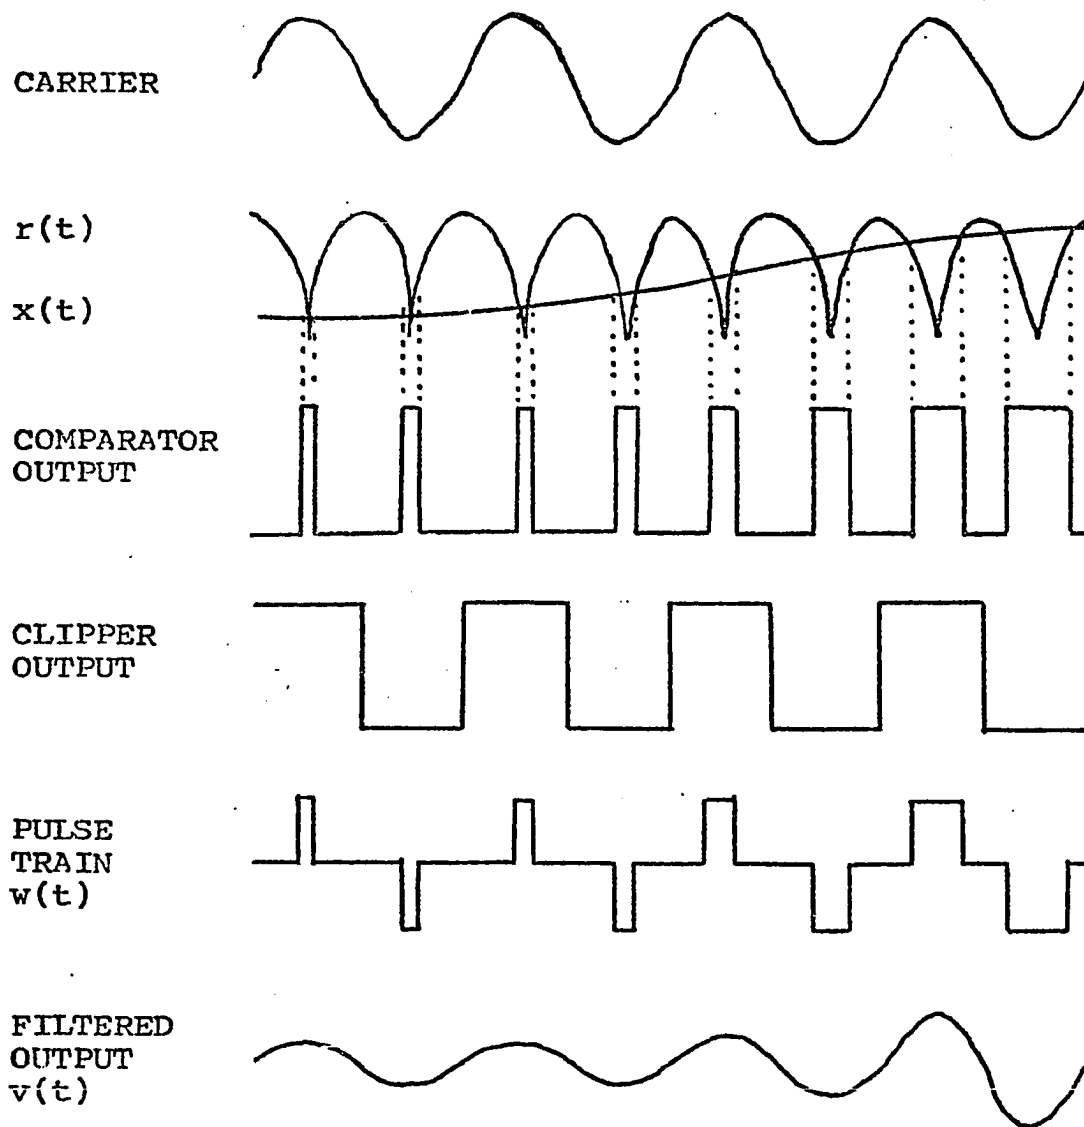 CARRIER
r(t)
x(t)
COMPARATOR
OUTPUT
CLIPPER
OUTPUT
PULSE
TRAIN
w(t)
FILTERED
OUTPUT
v(t)